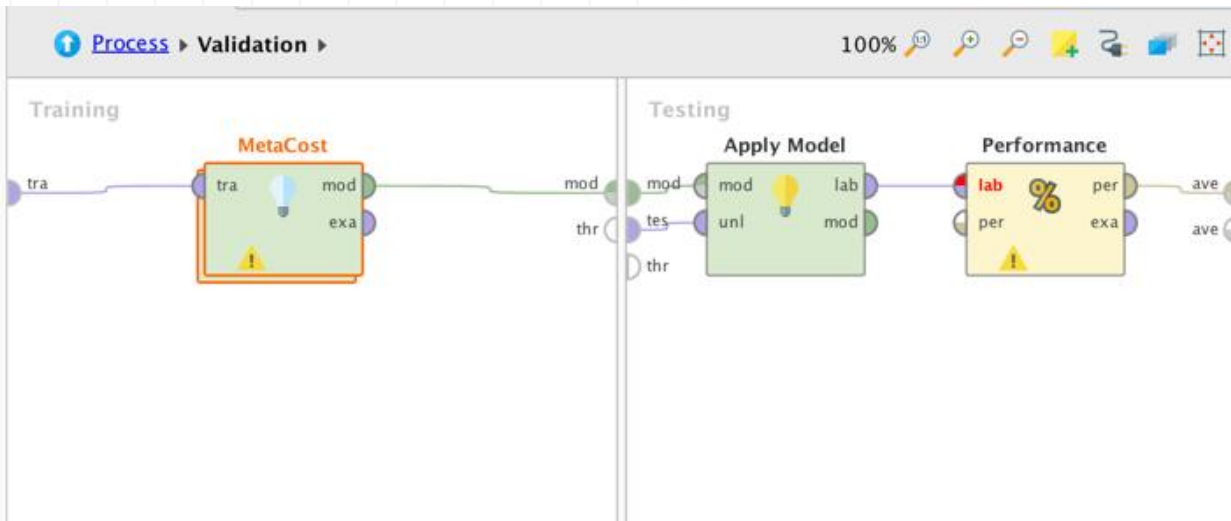 Process ▸ Validation ▸ 100%
Training
MetaCost
tra
tra
mod
exa
mod
thr
Testing
Apply Model
Performance
mod
tes
thr
mod
unl
lab
mod
lab
per
%
per
exa
ave
ave